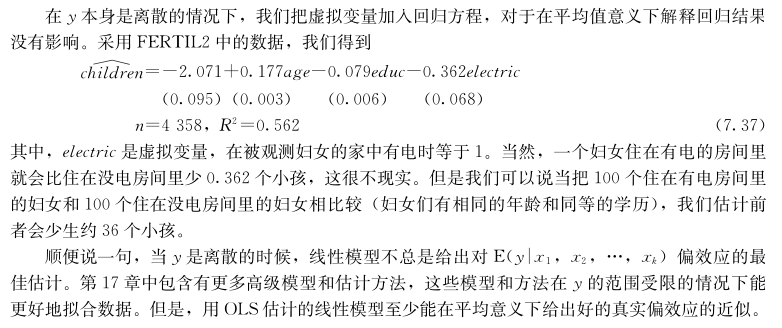 在 y 本身是离散的情况下，我们把虚拟变量加入回归方程，对于在平均值意义下解释回归结果
没有影响。采用 FERTIL2 中的数据，我们得到
$\widehat{children}$=−2.071+0.177age−0.079educ−0.362electric
(0.095) (0.003) (0.006) (0.068)
n=4 358，R²=0.562 (7.37)
其中，electric 是虚拟变量，在被观测妇女的家中有电时等于 1。当然，一个妇女住在有电的房间里
就会比住在没电房间里少 0.362 个小孩，这很不现实。但是我们可以说当把 100 个住在有电房间里
的妇女和 100 个住在没电房间里的妇女相比较（妇女们有相同的年龄和同等的学历），我们估计前
者会少生约 36 个小孩。
顺便说一句，当 y 是离散的时候，线性模型不总是给出对 E(y|x₁，x₂，…，xₖ) 偏效应的最
佳估计。第 17 章中包含有更多高级模型和估计方法，这些模型和方法在 y 的范围受限的情况下能
更好地拟合数据。但是，用 OLS 估计的线性模型至少能在平均意义下给出好的真实偏效应的近似。